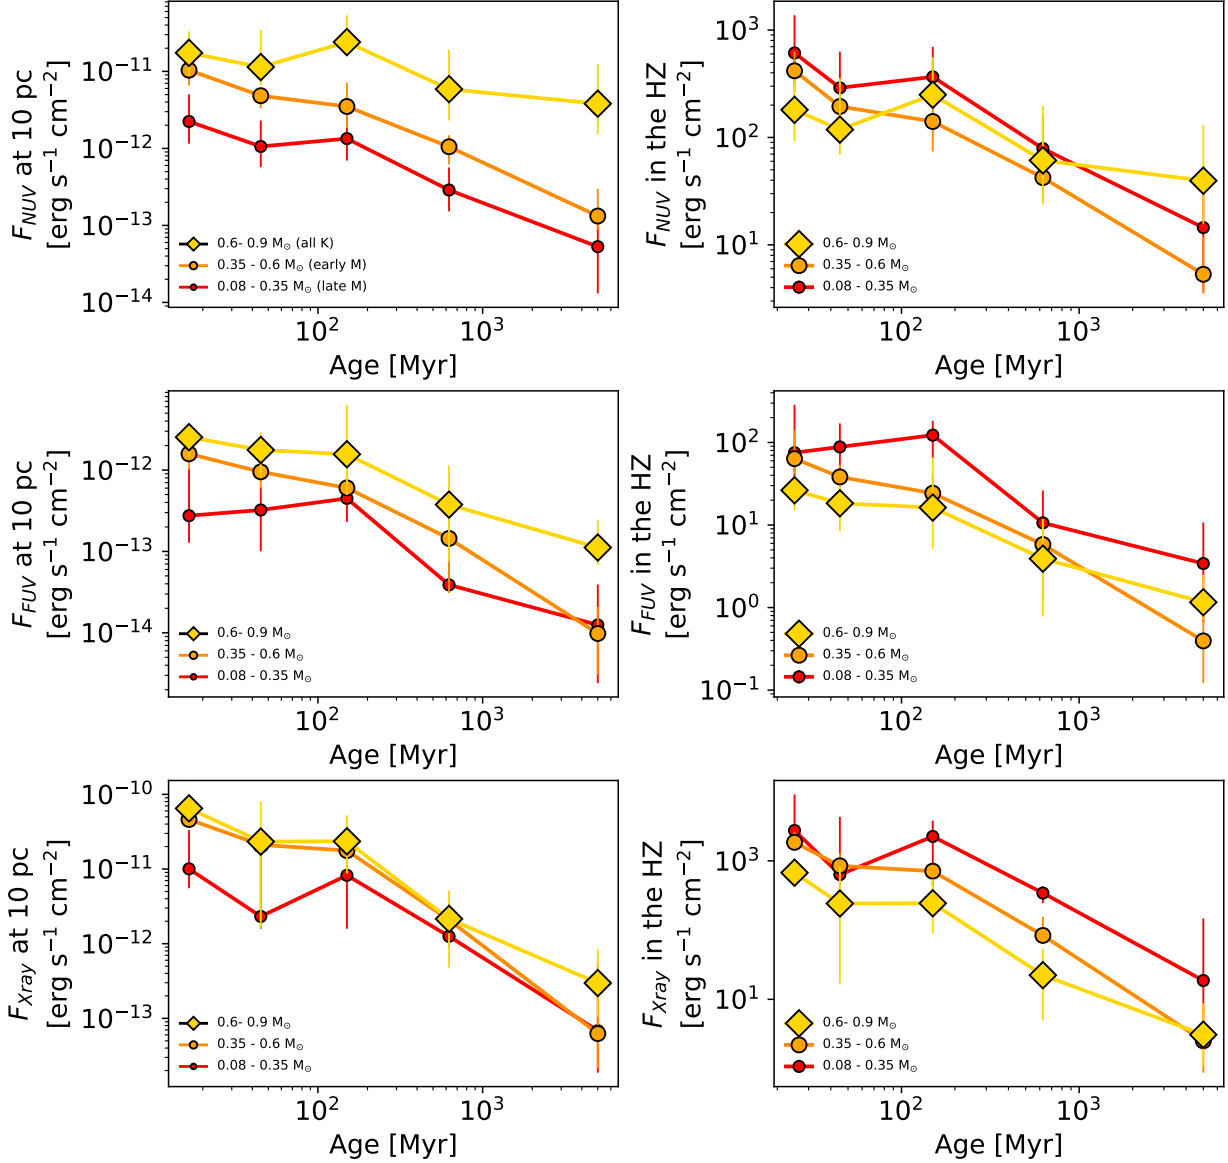 F_NUV at 10 pc
[erg s⁻¹ cm⁻²]
10⁻¹¹
10⁻¹²
10⁻¹³
10⁻¹⁴
0.6- 0.9 M☉ (all K)
0.35 - 0.6 M☉ (early M)
0.08 - 0.35 M☉ (late M)
10² 10³
Age [Myr]
F_NUV in the HZ
[erg s⁻¹ cm⁻²]
10³
10²
10¹
0.6- 0.9 M☉
0.35 - 0.6 M☉
0.08 - 0.35 M☉
10² 10³
Age [Myr]
F_FUV at 10 pc
[erg s⁻¹ cm⁻²]
10⁻¹²
10⁻¹³
10⁻¹⁴
0.6- 0.9 M☉
0.35 - 0.6 M☉
0.08 - 0.35 M☉
10² 10³
Age [Myr]
F_FUV in the HZ
[erg s⁻¹ cm⁻²]
10²
10¹
10⁰
10⁻¹
0.6- 0.9 M☉
0.35 - 0.6 M☉
0.08 - 0.35 M☉
10² 10³
Age [Myr]
F_Xray at 10 pc
[erg s⁻¹ cm⁻²]
10⁻¹⁰
10⁻¹¹
10⁻¹²
10⁻¹³
0.6- 0.9 M☉
0.35 - 0.6 M☉
0.08 - 0.35 M☉
10² 10³
Age [Myr]
F_Xray in the HZ
[erg s⁻¹ cm⁻²]
10³
10¹
0.6- 0.9 M☉
0.35 - 0.6 M☉
0.08 - 0.35 M☉
10² 10³
Age [Myr]